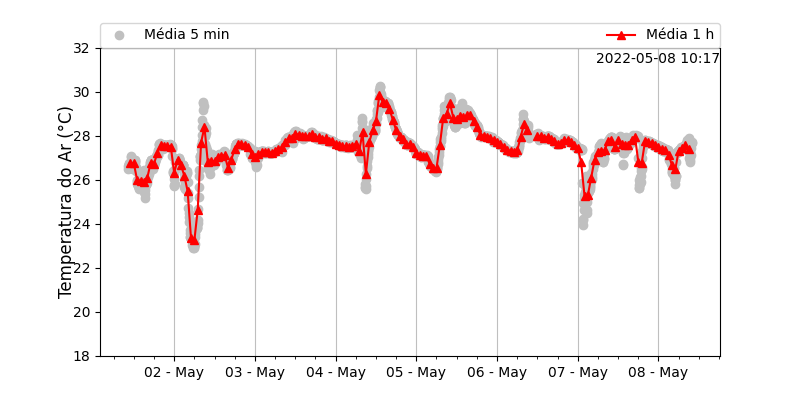 Média 5 min
Média 1 h
2022-05-08 10:17
Temperatura do Ar (°C)
32
30
28
26
24
22
20
18
02 - May
03 - May
04 - May
05 - May
06 - May
07 - May
08 - May